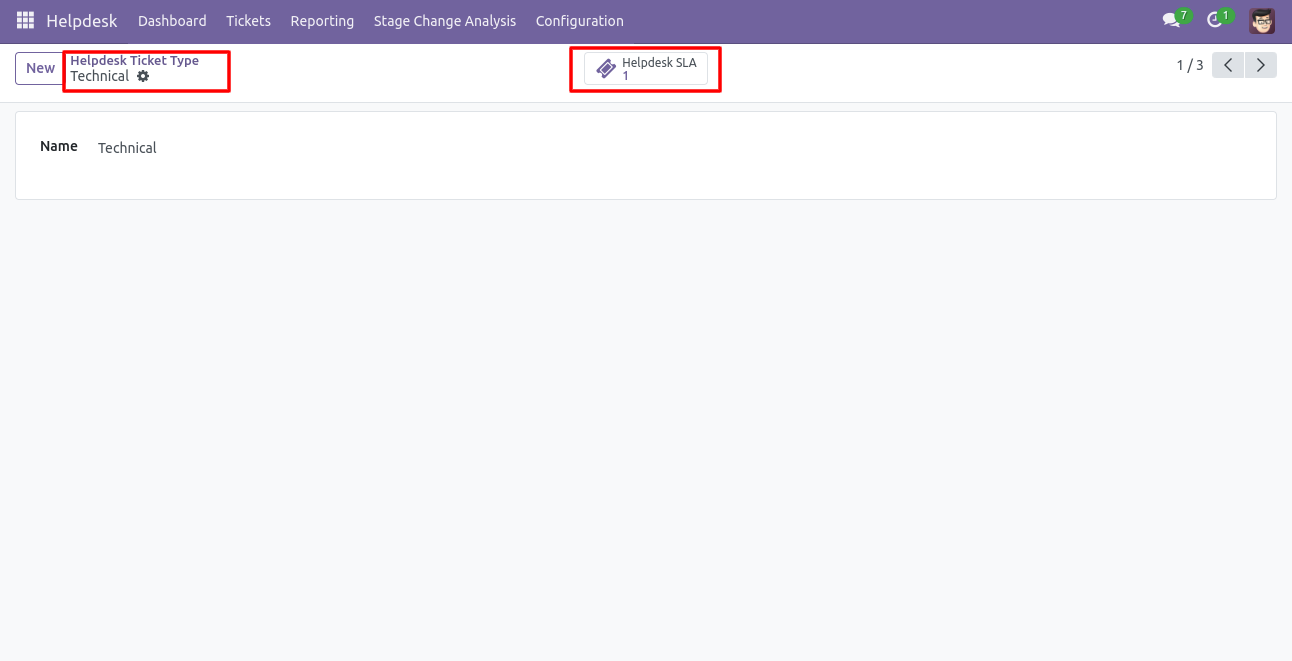 Helpdesk Dashboard Tickets Reporting Stage Change Analysis Configuration 7 1
New
Helpdesk Ticket Type
Technical
Helpdesk SLA
1
1 / 3
Name Technical